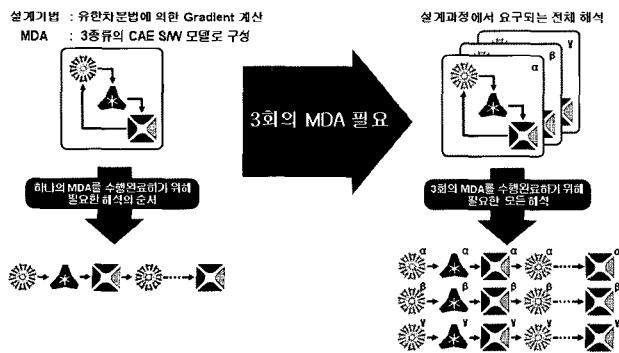 설계기법 : 유한차분법에 의한 Gradient 계산
MDA : 3종류의 CAE S/W 모델로 구성
설계과정에서 요구되는 전체 해석
α
β
γ
3회의 MDA 필요
하나의 MDA를 수행완료하기 위해
필요한 해석의 순서
3회의 MDA를 수행완료하기 위해
필요한 모든 해석
α α α α α
β β β β β
γ γ γ γ γ